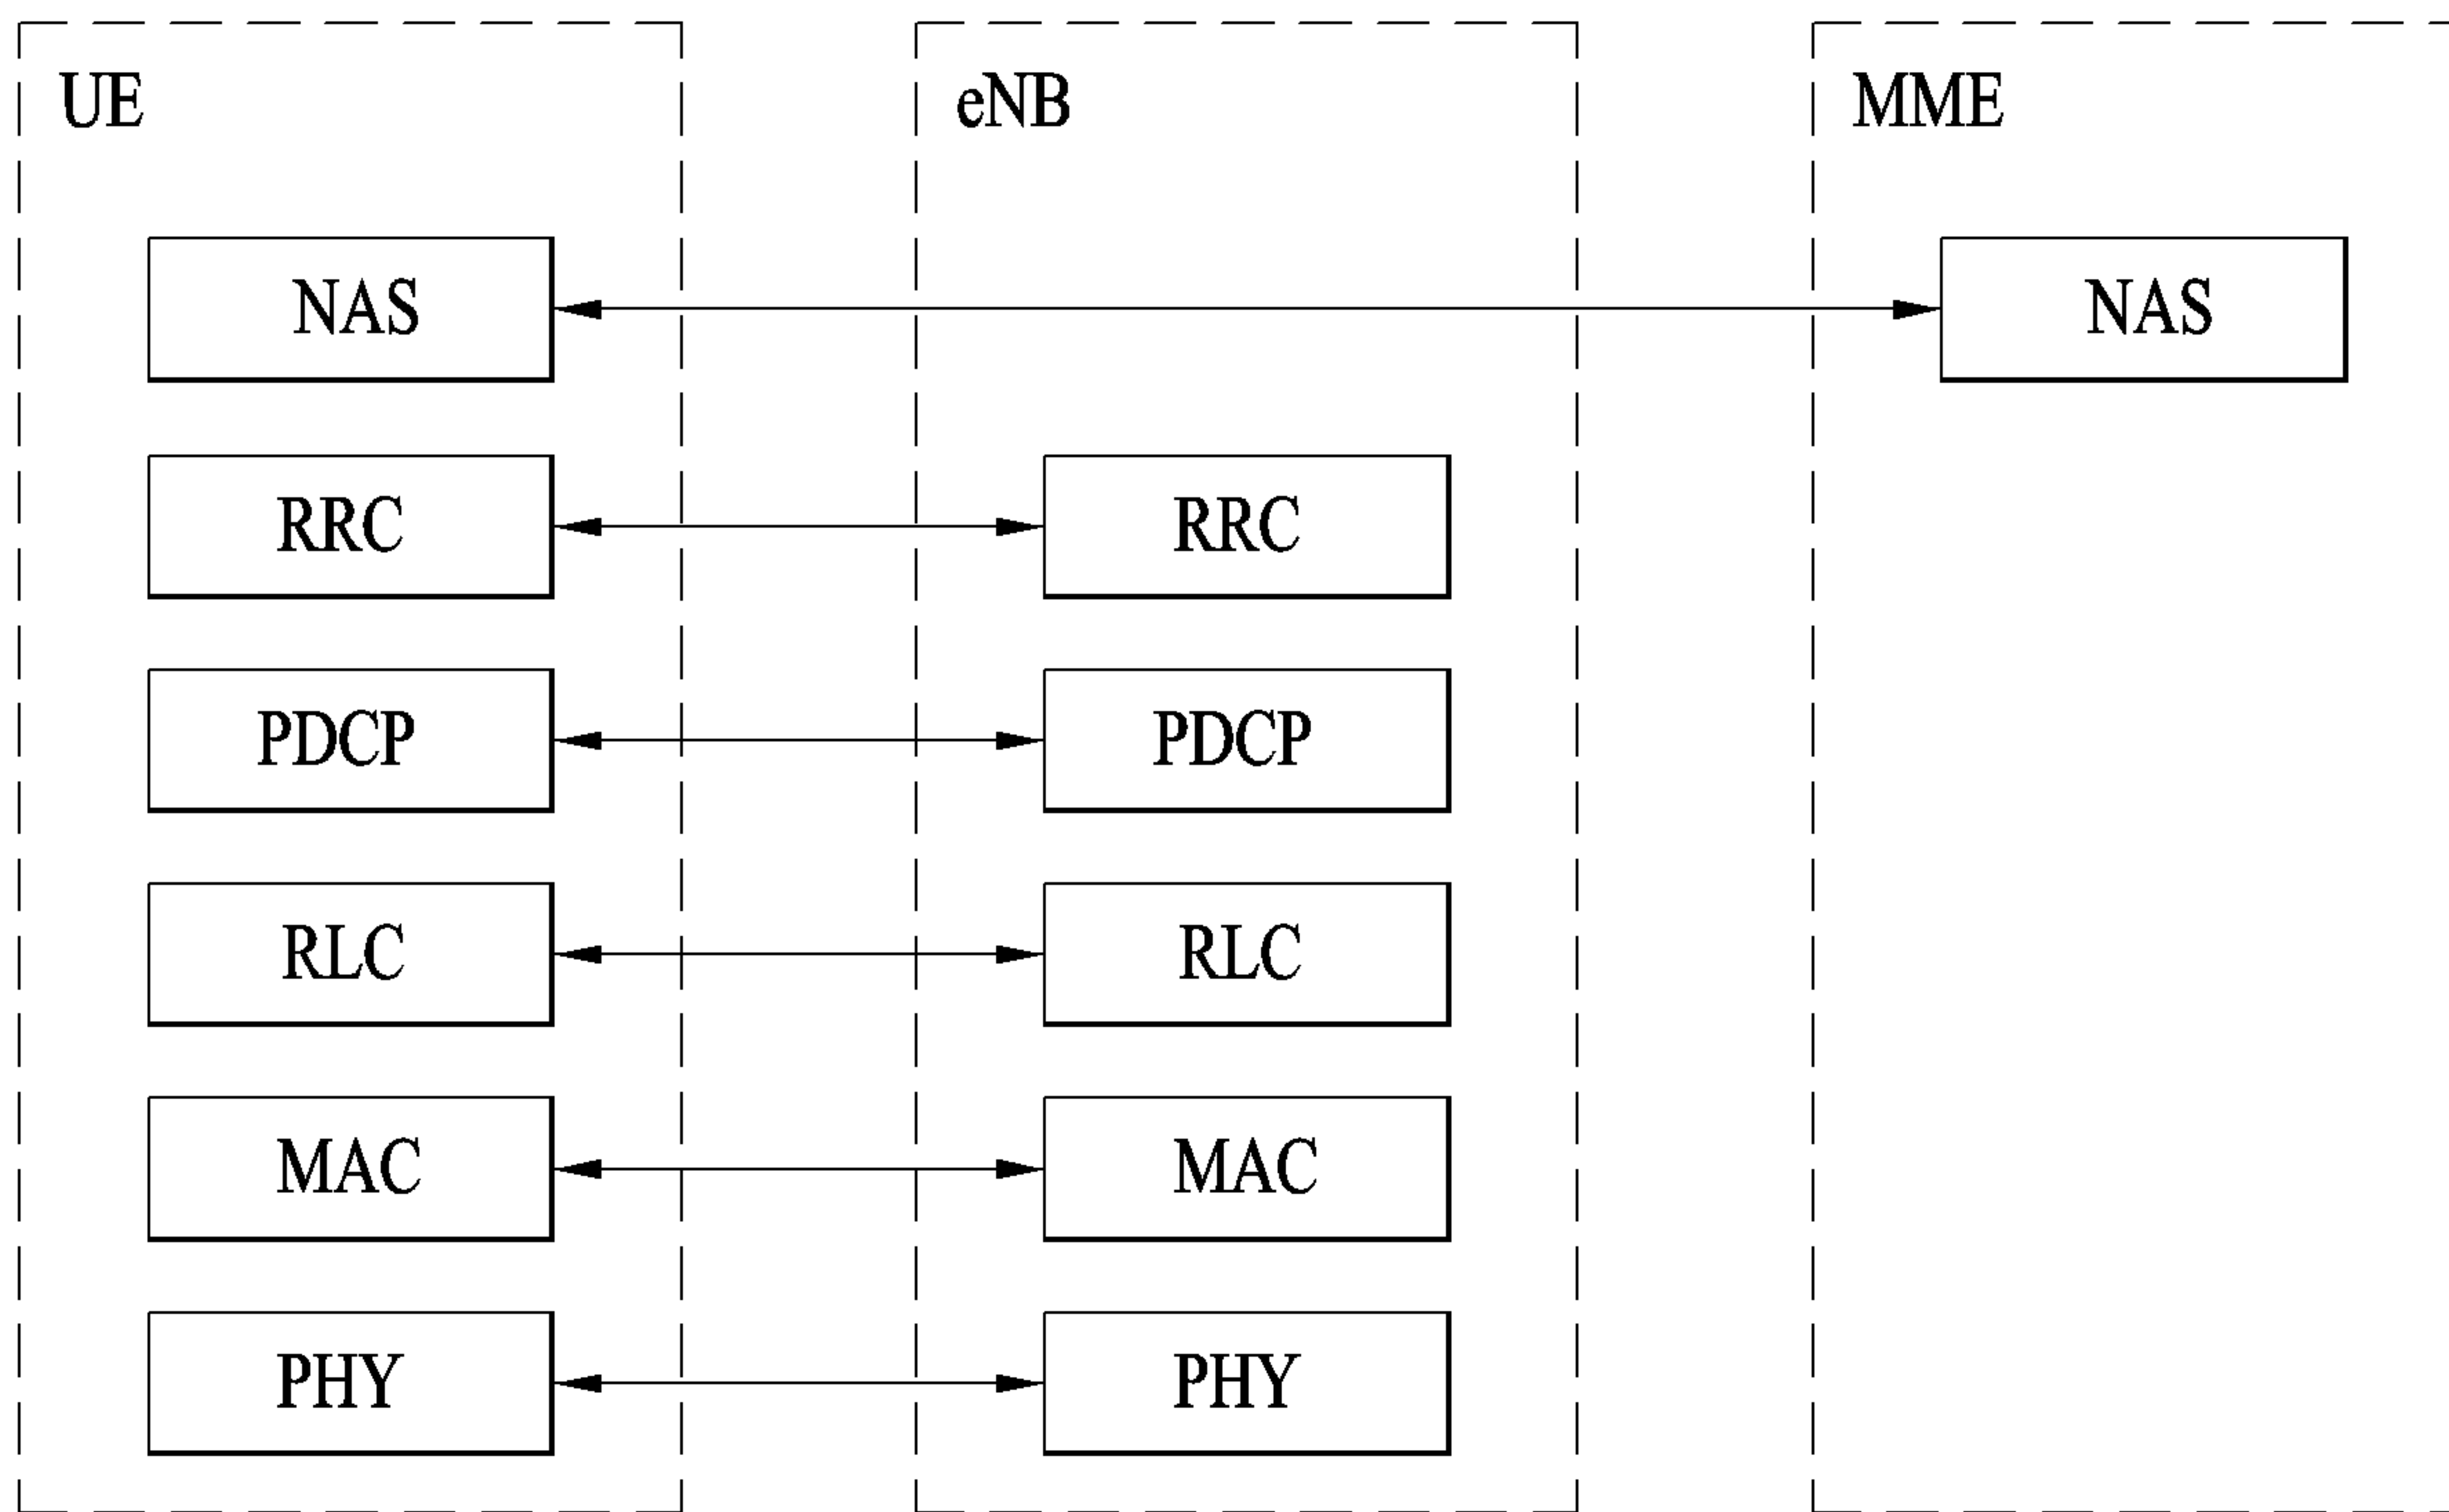 UE eNB MME
NAS NAS
RRC RRC
PDCP PDCP
RLC RLC
MAC MAC
PHY PHY